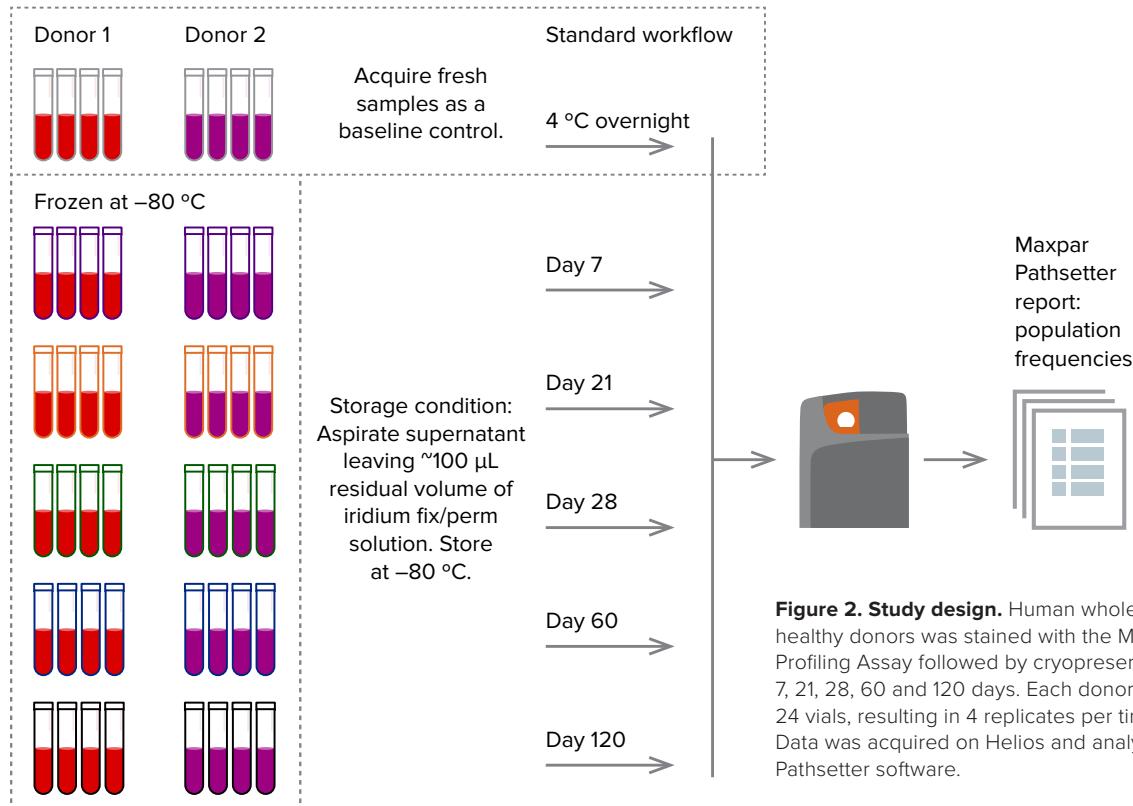 Donor 1
Donor 2
Acquire fresh
samples as a
baseline control.
Standard workflow
4 ºC overnight
Frozen at –80 ºC
Storage condition:
Aspirate supernatant
leaving ~100 µL
residual volume of
iridium fix/perm
solution. Store
at –80 ºC.
Day 7
Day 21
Day 28
Day 60
Day 120
Maxpar
Pathsetter
report:
population
frequencies
Figure 2. Study design. Human whole
healthy donors was stained with the
Profiling Assay followed by
7, 21, 28, 60 and 120 days. Each donor
24 vials, resulting in 4 replicates per
Data was acquired on Helios and
Pathsetter software.